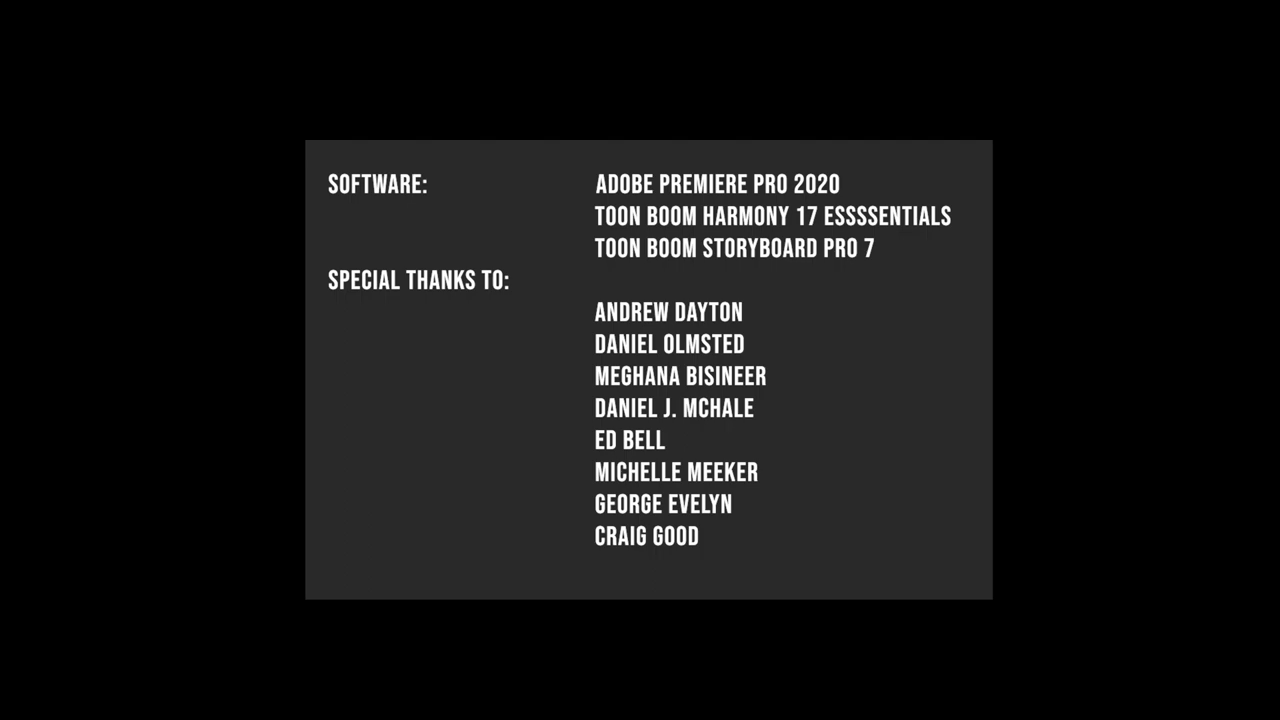 SOFTWARE: ADOBE PREMIERE PRO 2020
TOON BOOM HARMONY 17 ESSSSENTIALS
TOON BOOM STORYBOARD PRO 7
SPECIAL THANKS TO:
ANDREW DAYTON
DANIEL OLMSTED
MEGHANA BISINEER
DANIEL J. MCHALE
ED BELL
MICHELLE MEEKER
GEORGE EVELYN
CRAIG GOOD